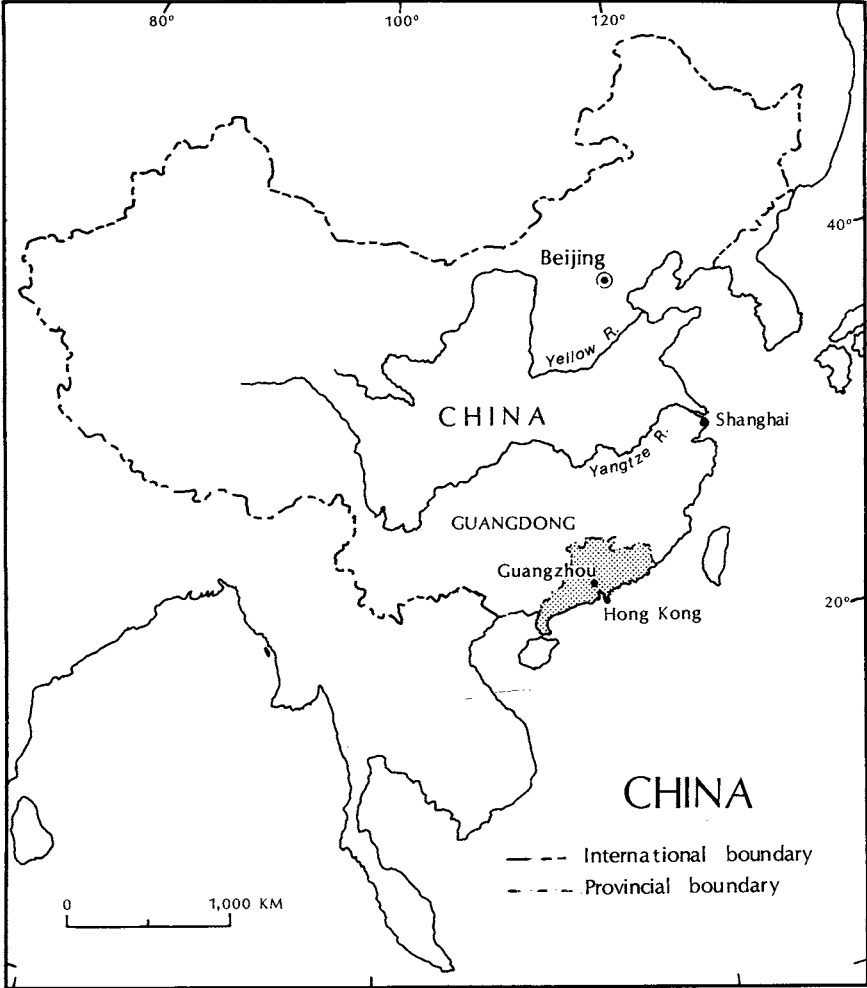 80° 100° 120°
40°
Beijing
Yellow R.
CHINA
Shanghai
Yangtze R.
GUANGDONG
Guangzhou
20°
Hong Kong
CHINA
International boundary
Provincial boundary
0 1,000 KM